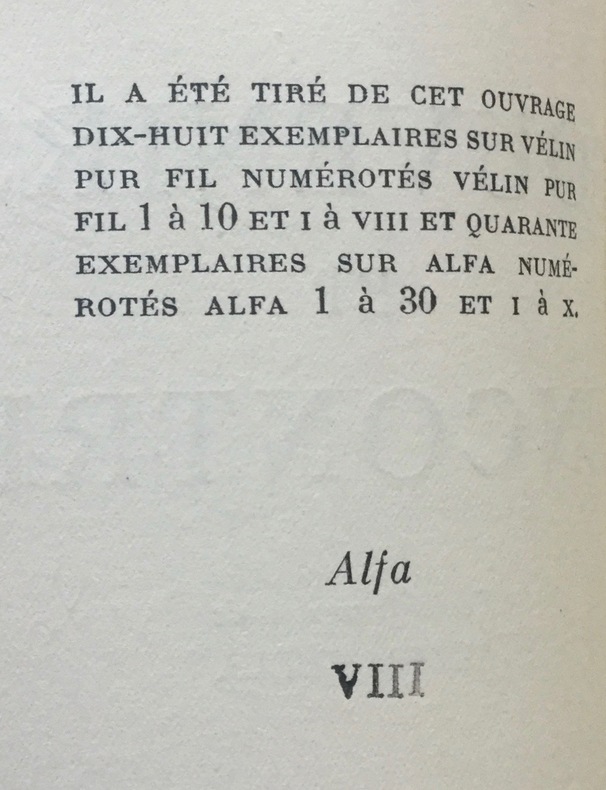 IL A ÉTÉ TIRÉ DE CET OUVRAGE
DIX-HUIT EXEMPLAIRES SUR VÉLIN
PUR FIL NUMÉROTÉS VÉLIN PUR
FIL 1 à 10 ET I à VIII ET QUARANTE
EXEMPLAIRES SUR ALFA NUMÉ-
ROTÉS ALFA 1 à 30 ET I à X.
Alfa
VIII